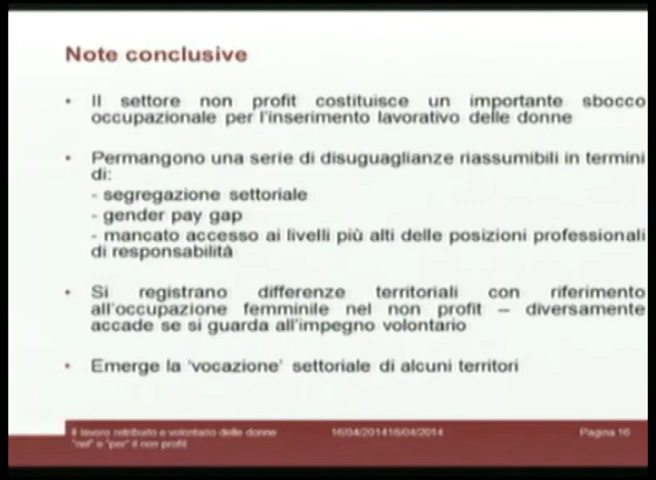 Note conclusive
• Il settore non profit costituisce un importante sbocco
occupazionale per l'inserimento lavorativo delle donne
• Permangono una serie di disuguaglianze riassumibili in termini
di:
- segregazione settoriale
- gender pay gap
- mancato accesso ai livelli più alti delle posizioni professionali
di responsabilità
• Si registrano differenze territoriali con riferimento
all'occupazione femminile nel non profit – diversamente
accade se si guarda all'impegno volontario
• Emerge la 'vocazione' settoriale di alcuni territori
Il lavoro retribuito e volontario delle donne
"nel" e "per" il non profit
16/04/201416/04/2014
Pagina 16